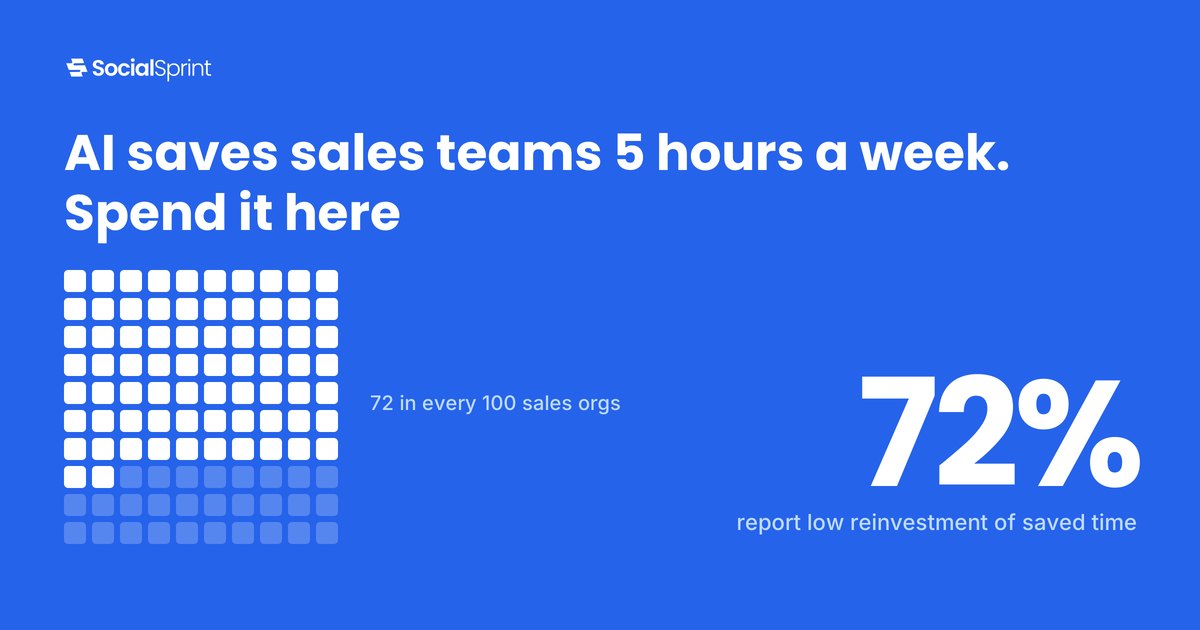 SocialSprint
AI saves sales teams 5 hours a week.
Spend it here
72 in every 100 sales orgs
72%
report low reinvestment of saved time